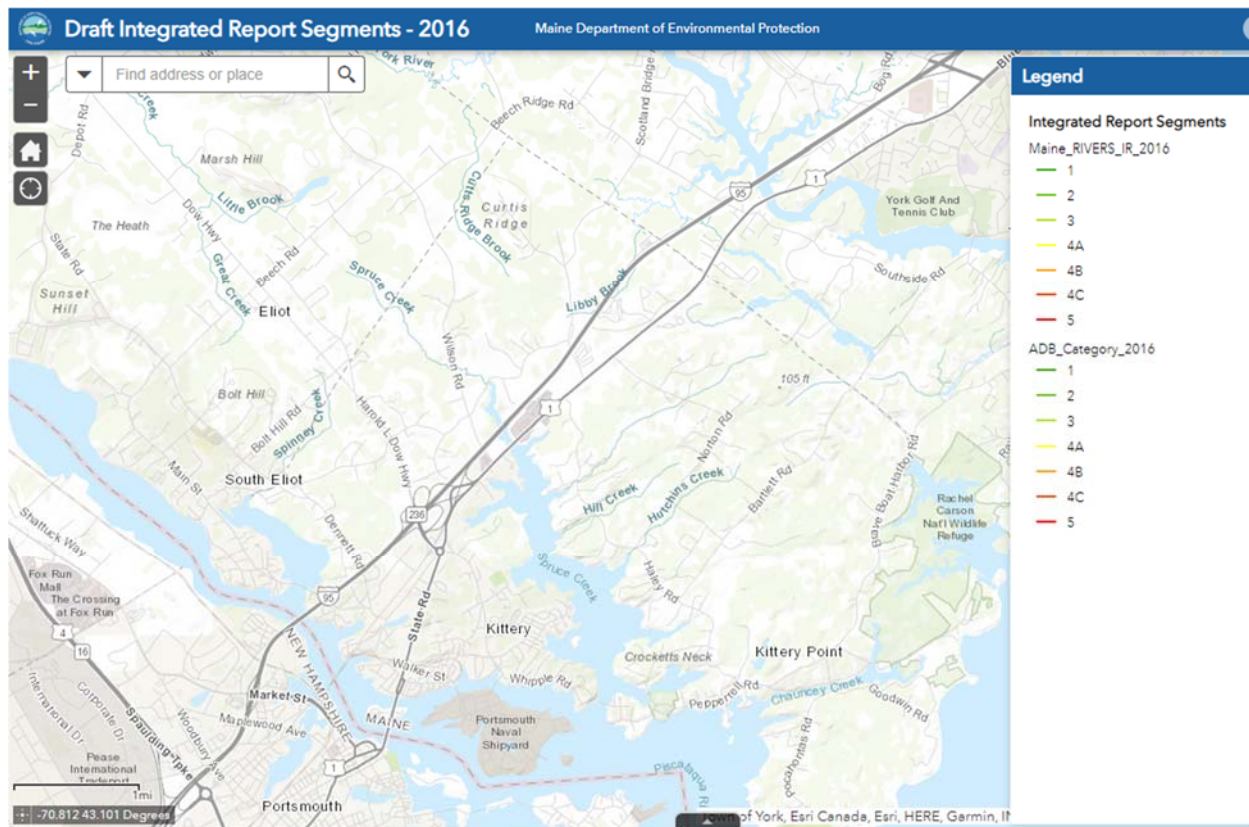 Draft Integrated Report Segments - 2016
Maine Department of Environmental Protection
+
Find address or place
−
York River
Creek
Depot Rd
Beech Ridge Rd
Scotland Bridge
Bog Rd
Marsh Hill
Little Brook
Cutts Ridge Brook
Curtis
Ridge
95
1
York Golf And
Tennis Club
The Heath
Dow Hwy
State Rd
Beech Rd
Grear Creek
Spruce Creek
Libby Brook
Southside Rd
Sunset
Hill
Eliot
Wilson Rd
105 ft
Bolt Hill
Bolt Hill Rd
Spinney Creek
Harold L Dow Hwy
1
Norton Rd
Bartlett Rd
Brave Boat Harbor Rd
Main St
South Eliot
236
Hill Creek
Hutchins Creek
Rachel
Carson
Nat'l Wildlife
Refuge
Shattuck Way
Dennett Rd
Fox Run
Mall
The Crossing
at Fox Run
95
Spruce Creek
Haley Rd
State Rd
4
16
Kittery
Crocketts Neck
Kittery Point
NEW HAMPSHIRE
MAINE
Walker St
Whipple Rd
Pepperrell Rd
Chauncey Creek
Goodwin Rd
International Dr
Corporate Dr
Spaulding Tpke
Woodbury Ave
Market St
Maplewood Ave
Portsmouth
Naval
Shipyard
Pocahontas Rd
Pease
International
Tradeport
1
Piscataqua
1mi
Portsmouth
-70.812 43.101 Degrees
Town of York, Esri Canada, Esri, HERE, Garmin,
Legend
Integrated Report Segments
Maine_RIVERS_IR_2016
1
2
3
4A
4B
4C
5
ADB_Category_2016
1
2
3
4A
4B
4C
5